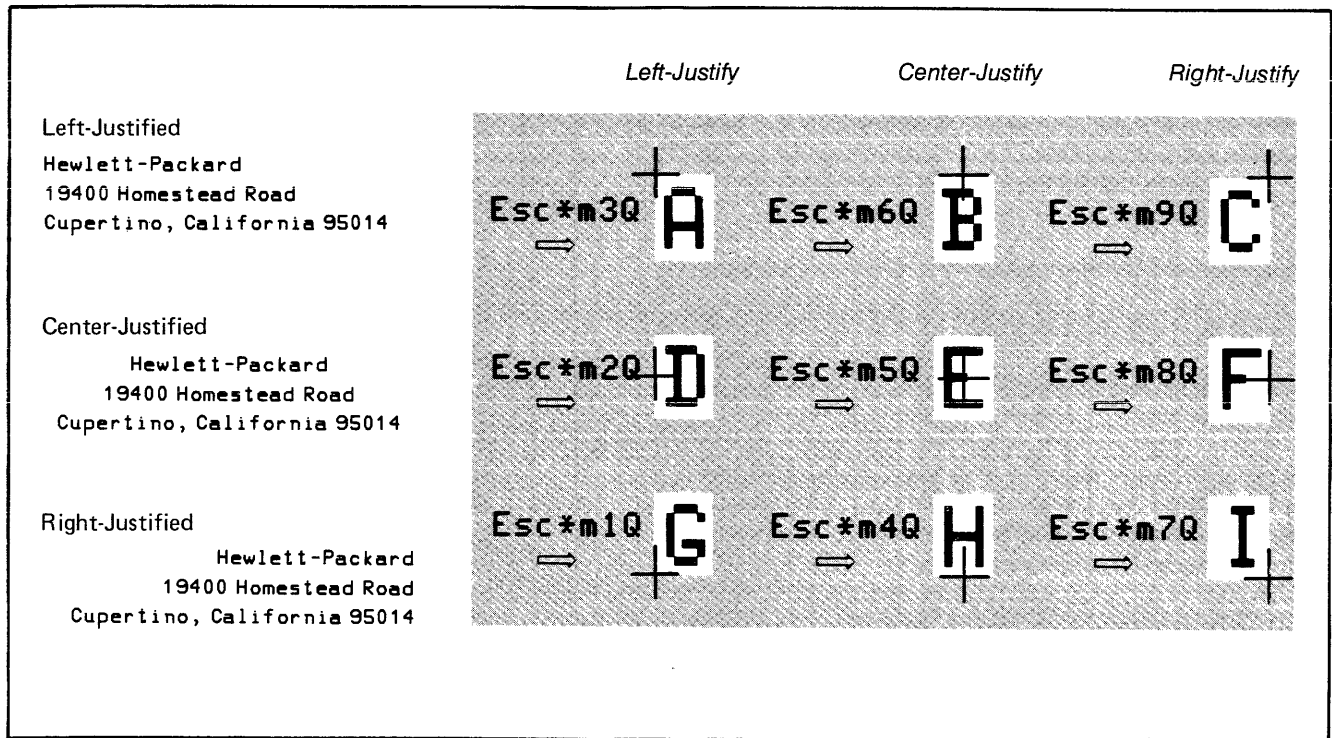 Left-Justify Center-Justify Right-Justify
Left-Justified
Hewlett-Packard
19400 Homestead Road
Cupertino, California 95014
Esc*m3Q A Esc*m6Q B Esc*m9Q C
Center-Justified
Hewlett-Packard
19400 Homestead Road
Cupertino, California 95014
Esc*m2Q D Esc*m5Q E Esc*m8Q F
Right-Justified
Hewlett-Packard
19400 Homestead Road
Cupertino, California 95014
Esc*m1Q G Esc*m4Q H Esc*m7Q I